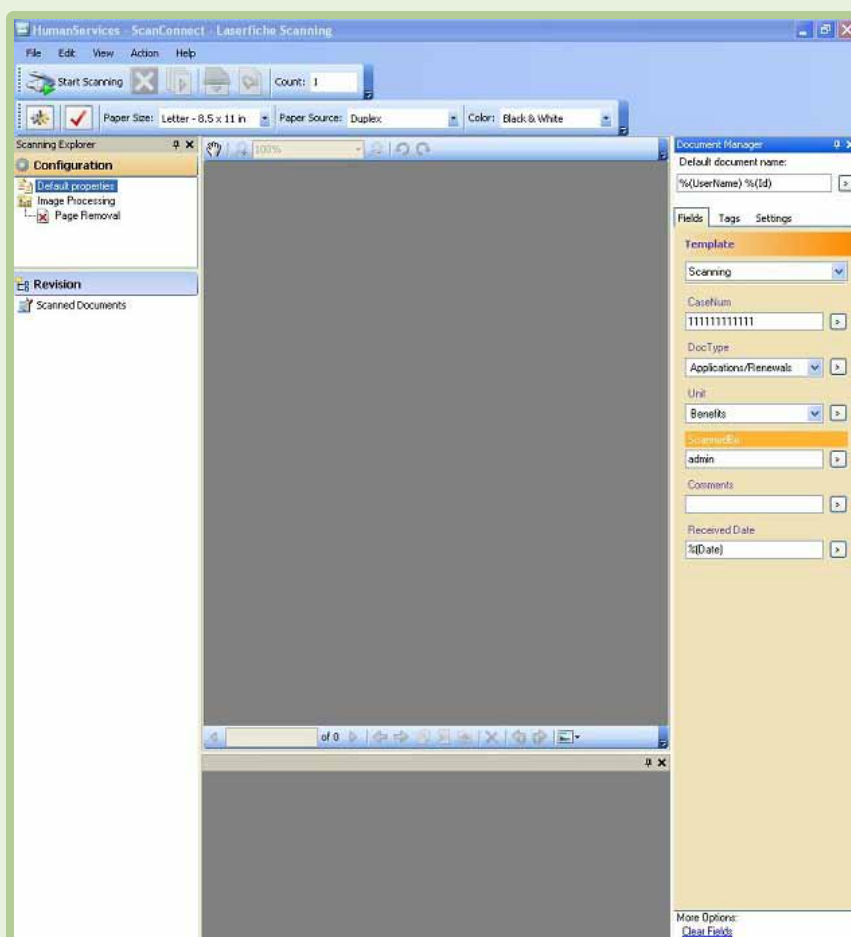 HumanServices - ScanConnect - Laserfiche Scanning
File Edit View Action Help
Start Scanning Count: 1
Paper Size: Letter - 8.5 x 11 in Paper Source: Duplex Color: Black & White
Scanning Explorer
Configuration
Default properties
Image Processing
Page Removal
Revision
Scanned Documents
100%
of 0
Document Manager
Default document name:
%(UserName) %(Id)
Fields Tags Settings
Template
Scanning
CaseNum
111111111111
DocType
Applications/Renewals
Unit
Benefits
admin
Comments
Received Date
%(Date)
More Options:
Clear Fields